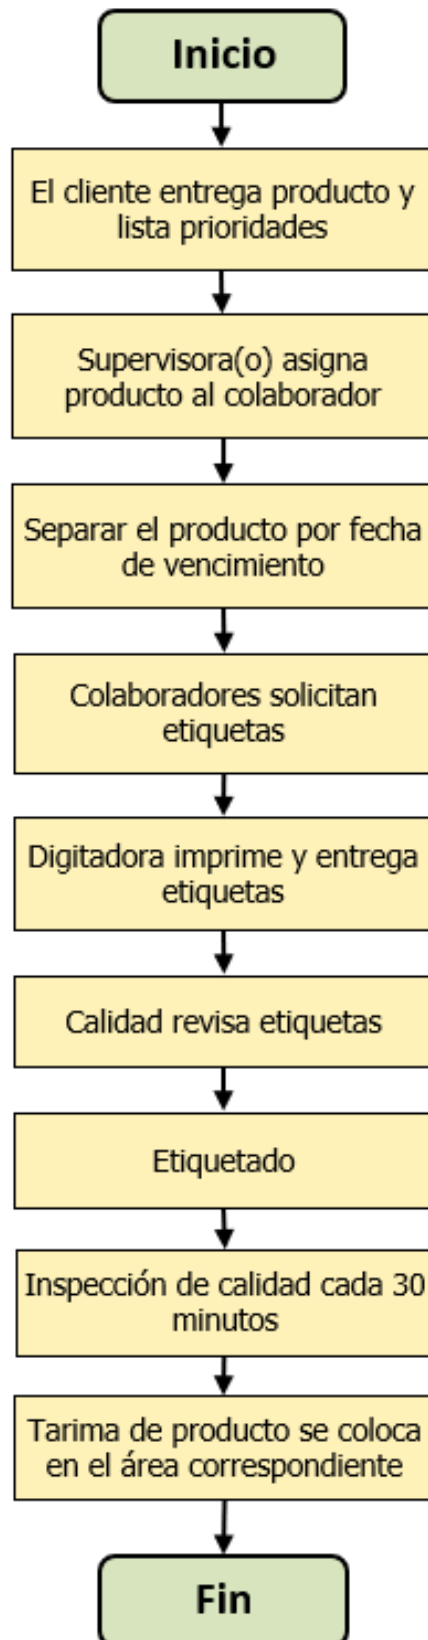 Inicio
El cliente entrega producto y
lista prioridades
Supervisora(o) asigna
producto al colaborador
Separar el producto por fecha
de vencimiento
Colaboradores solicitan
etiquetas
Digitadora imprime y entrega
etiquetas
Calidad revisa etiquetas
Etiquetado
Inspección de calidad cada 30
minutos
Tarima de producto se coloca
en el área correspondiente
Fin